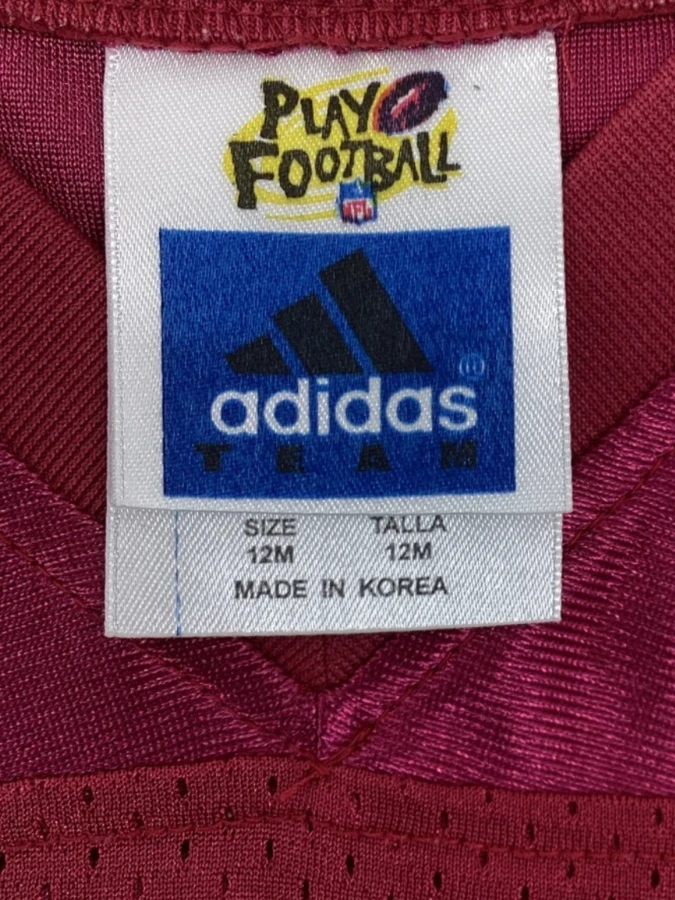 PLAY
FOOTBALL
NFL
adidas ®
TEAM
SIZE TALLA
12M 12M
MADE IN KOREA